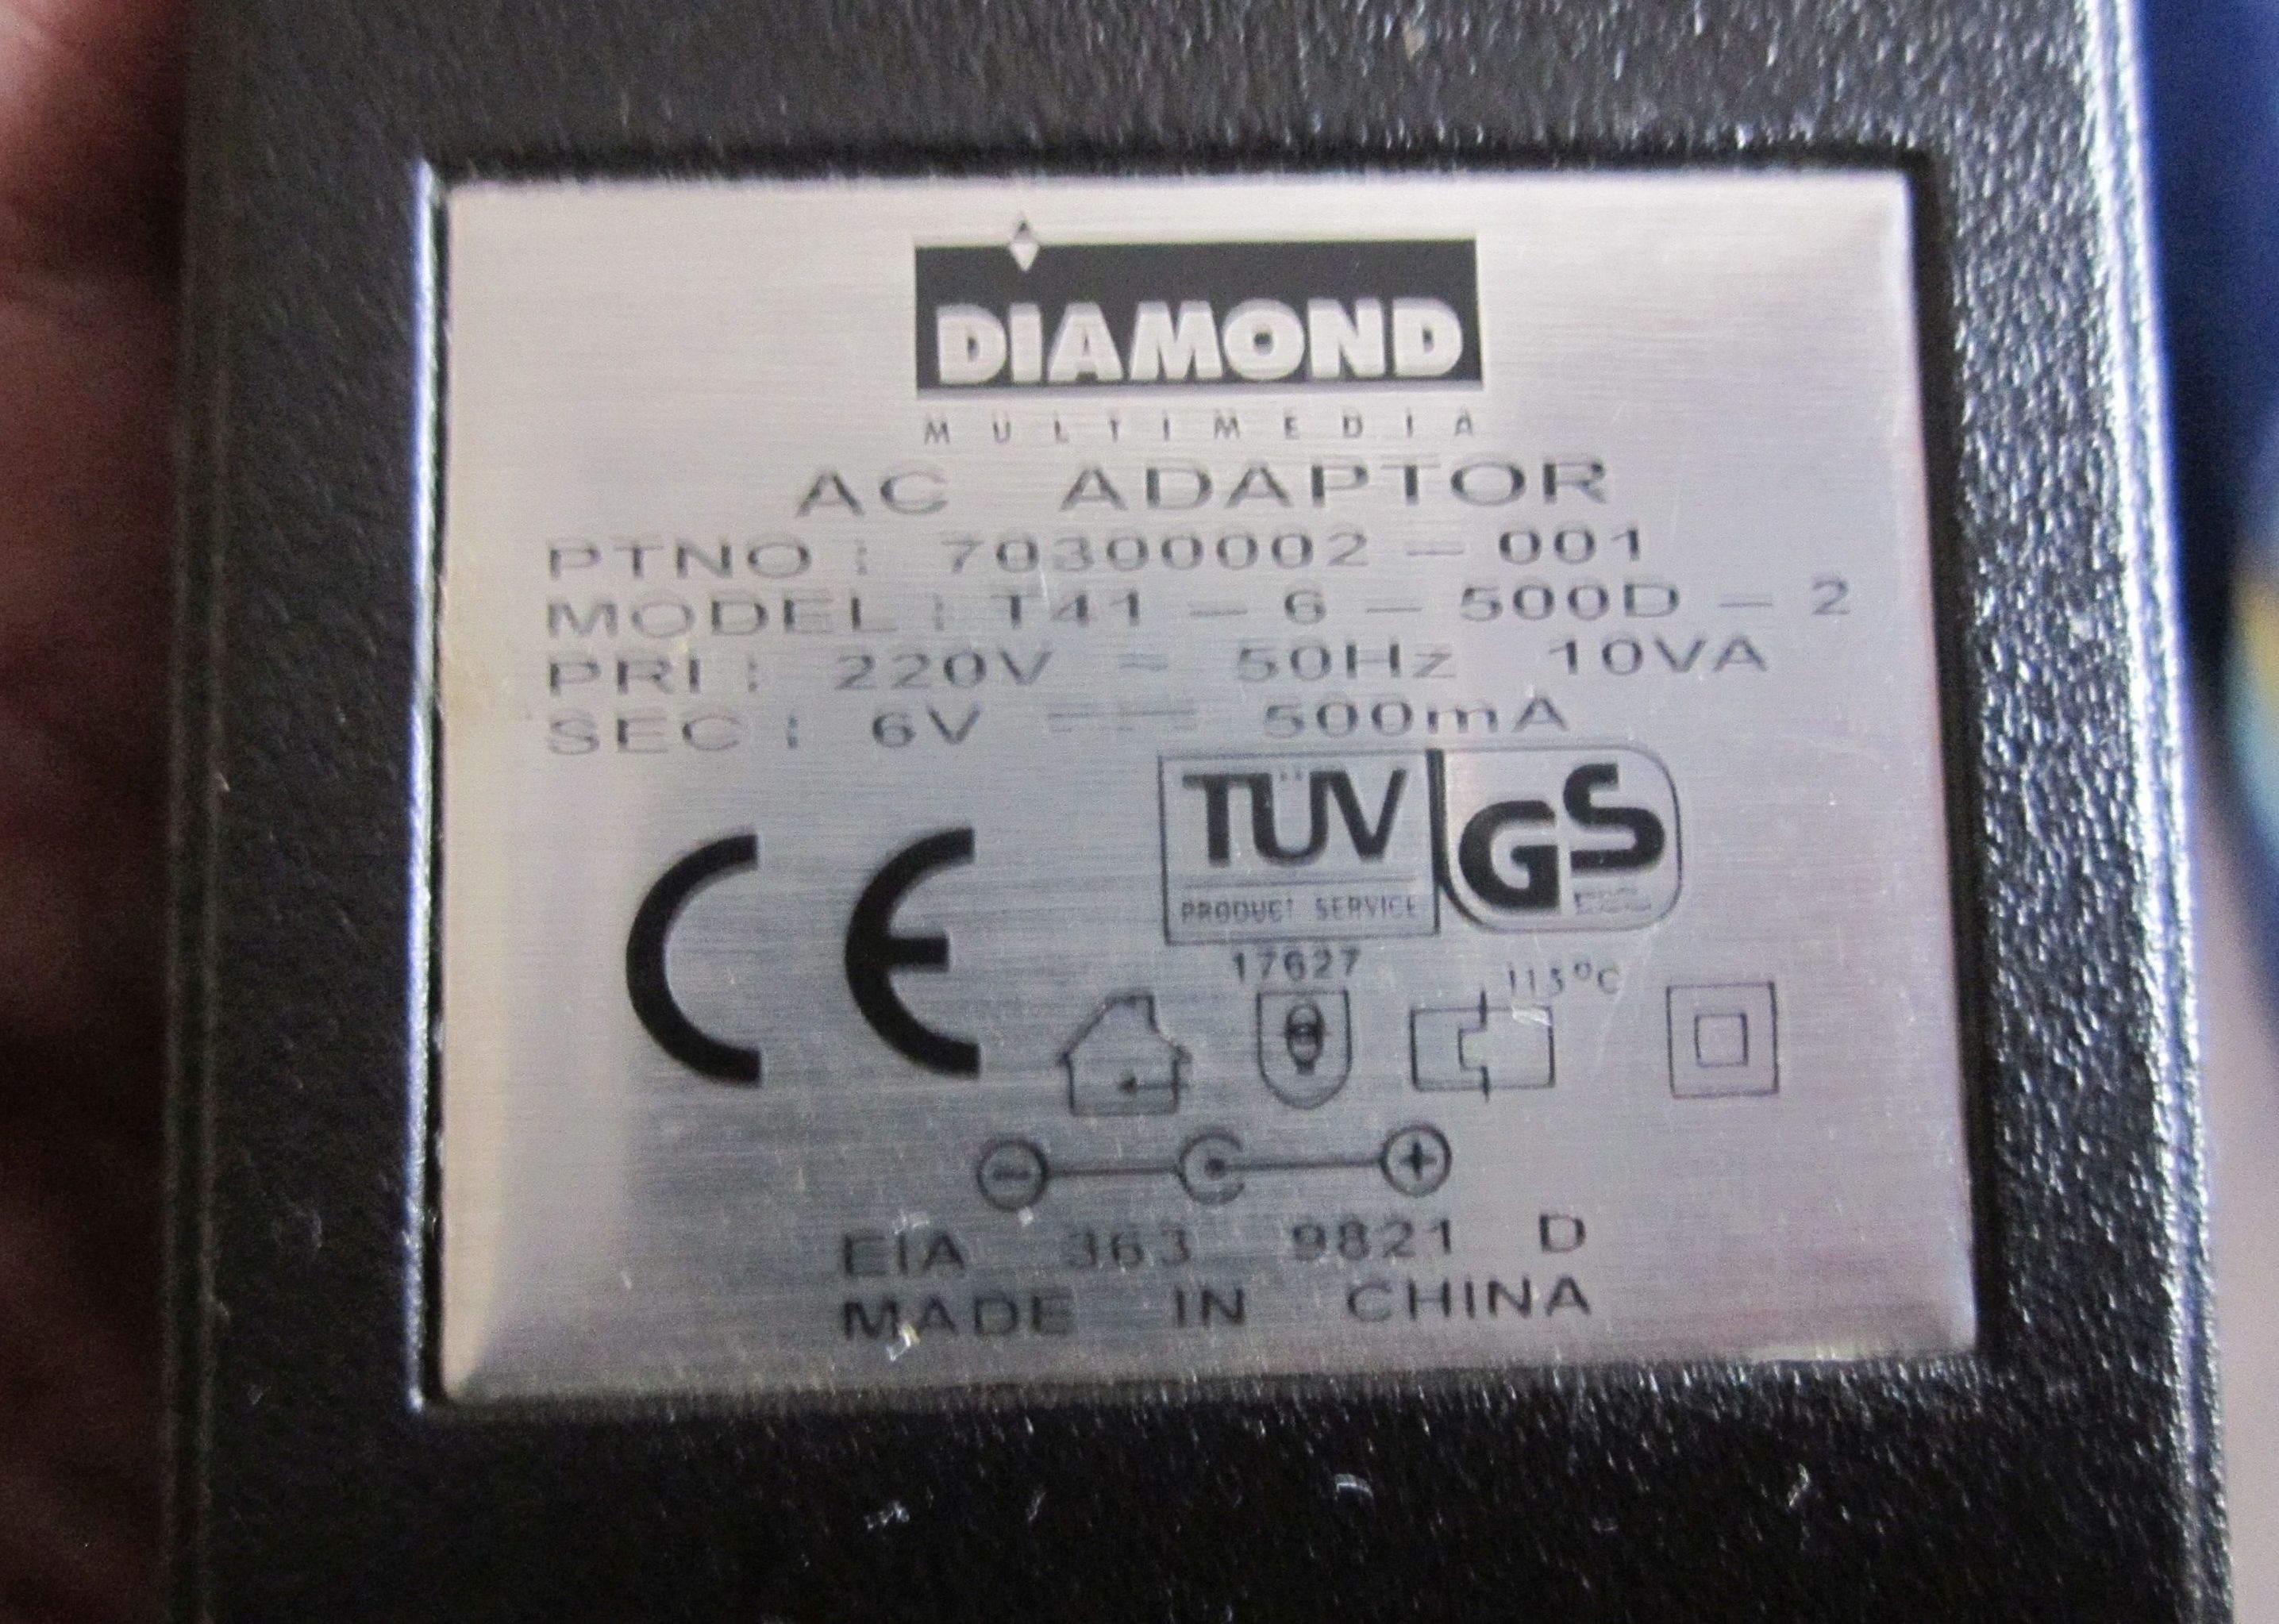 DIAMOND
MULTIMEDIA
AC ADAPTOR
PTNO : 70300002-001
MODEL : T41-6-500D-2
PRI : 220V ~ 50Hz 10VA
SEC : 6V ⎓ 500mA
TÜV GS
PRODUCT SERVICE
17627
115°C
CE
EIA 363 9821 D
MADE IN CHINA